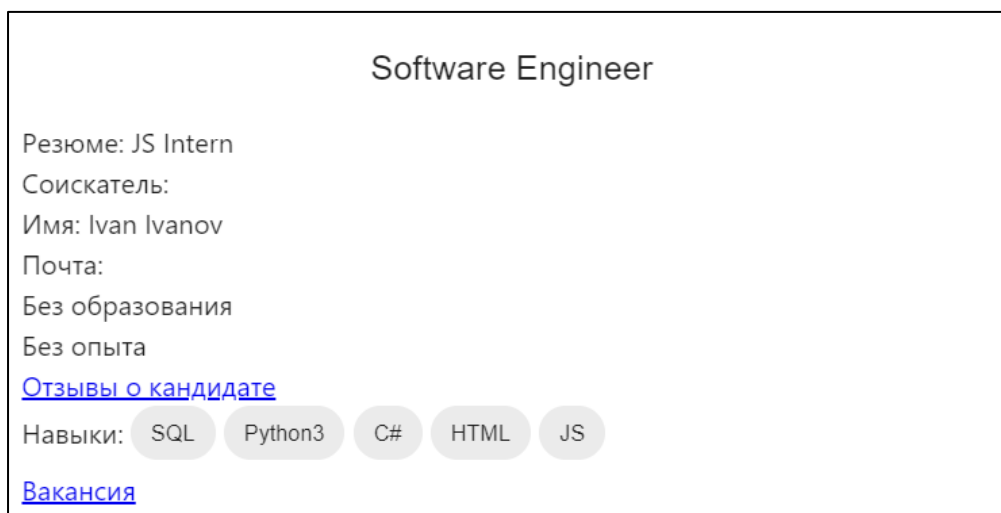 Software Engineer
Резюме: JS Intern
Соискатель:
Имя: Ivan Ivanov
Почта:
Без образования
Без опыта
Отзывы о кандидате
Навыки: SQL Python3 C# HTML JS
Вакансия